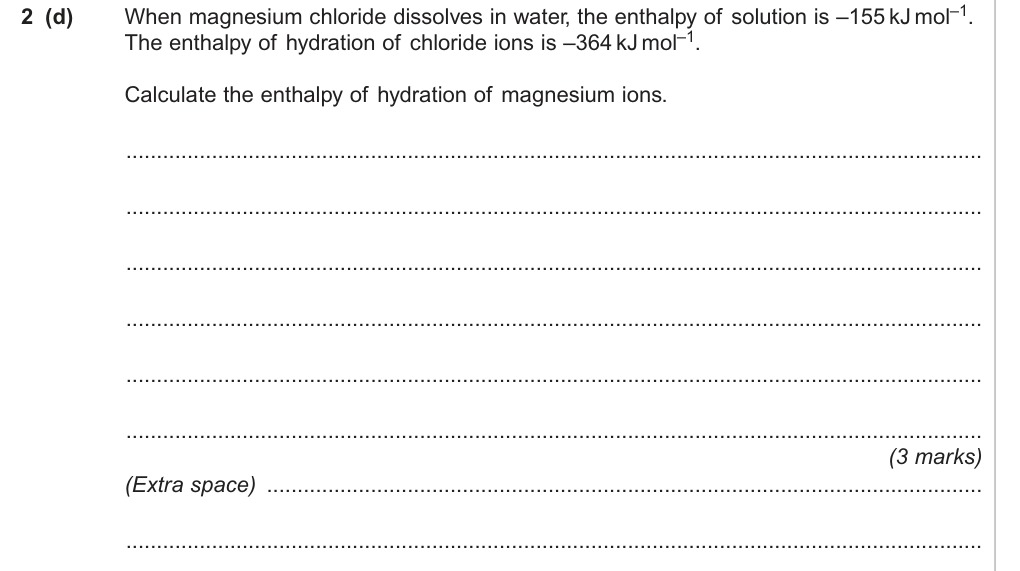 2 (d) When magnesium chloride dissolves in water, the enthalpy of solution is –155 kJ mol⁻¹.
The enthalpy of hydration of chloride ions is –364 kJ mol⁻¹.
Calculate the enthalpy of hydration of magnesium ions.
(3 marks)
(Extra space)